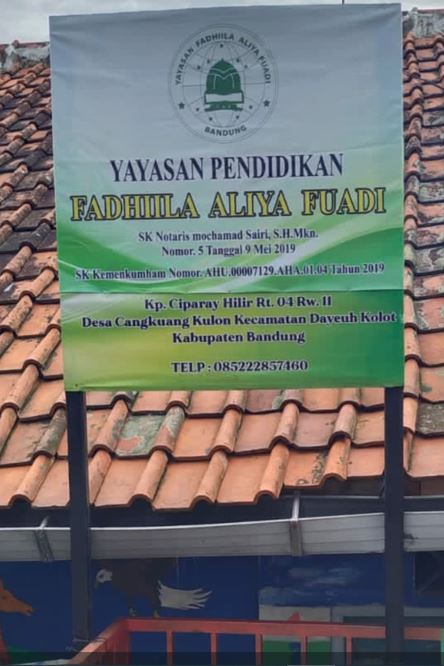 YAYASAN FADHIILA ALIYA FUADI
BANDUNG
YAYASAN PENDIDIKAN
FADHIILA ALIYA FUADI
SK Notaris mochamad Sairi, S.H.Mkn.
Nomor. 5 Tanggal 9 Mei 2019
SK Kemenkumham Nomor. AHU.00007129.AHA.01.04 Tahun 2019
Kp. Ciparay Hilir Rt. 04 Rw. 11
Desa Cangkuang Kulon Kecamatan Dayeuh Kolot
Kabupaten Bandung
TELP : 085222857460